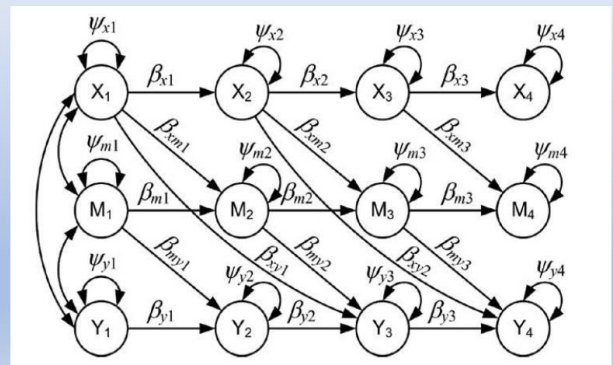 ψx1 ψx2 ψx3 ψx4
X1 βx1 X2 βx2 X3 βx3 X4
βxm1 βxm2 βxm3
ψm1 ψm2 ψm3 ψm4
M1 βm1 M2 βm2 M3 βm3 M4
βmy1 βxy1 βmy2 βxy2 βmy3
ψy1 ψy2 ψy3 ψy4
Y1 βy1 Y2 βy2 Y3 βy3 Y4